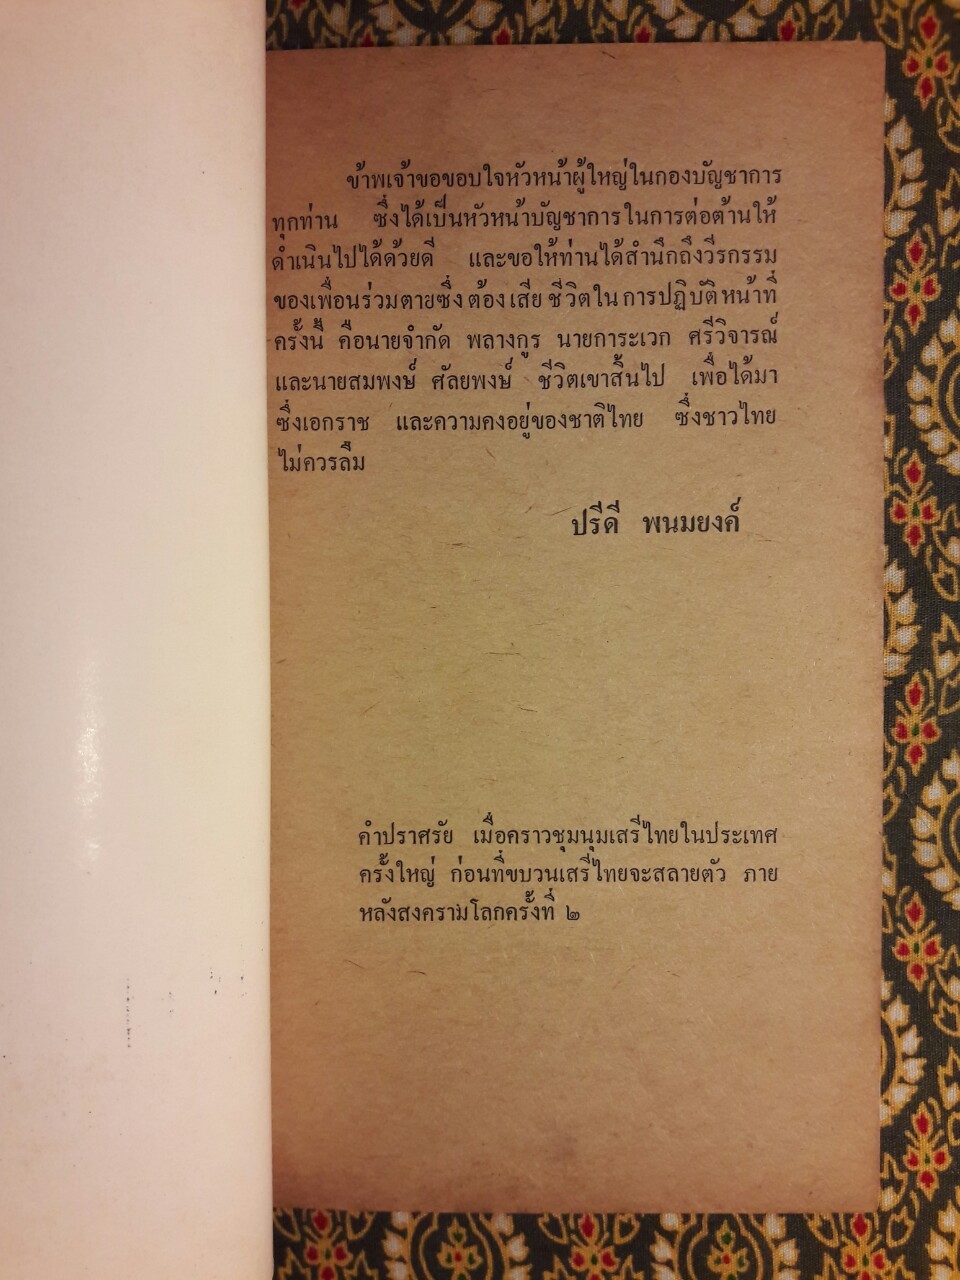 ข้าพเจ้าขอขอบใจหัวหน้าผู้ใหญ่ในกองบัญชาการ
ทุกท่าน ซึ่งได้เป็นหัวหน้าบัญชาการในการต่อต้านให้
ดำเนินไปได้ด้วยดี และขอให้ท่านได้สำนึกถึงวีรกรรม
ของเพื่อนร่วมตายซึ่งต้องเสียชีวิตในการปฏิบัติหน้าที่
ครั้งนี้ คือนายจำกัด พลางกูร นายการะเวก ศรีวิจารณ์
และนายสมพงษ์ ศัลยพงษ์ ชีวิตเขาสิ้นไป เพื่อได้มา
ซึ่งเอกราช และความคงอยู่ของชาติไทย ซึ่งชาวไทย
ไม่ควรลืม
ปรีดี พนมยงค์
คำปราศรัย เมื่อคราวชุมนุมเสรีไทยในประเทศ
ครั้งใหญ่ ก่อนที่ขบวนเสรีไทยจะสลายตัว ภาย
หลังสงครามโลกครั้งที่ ๒